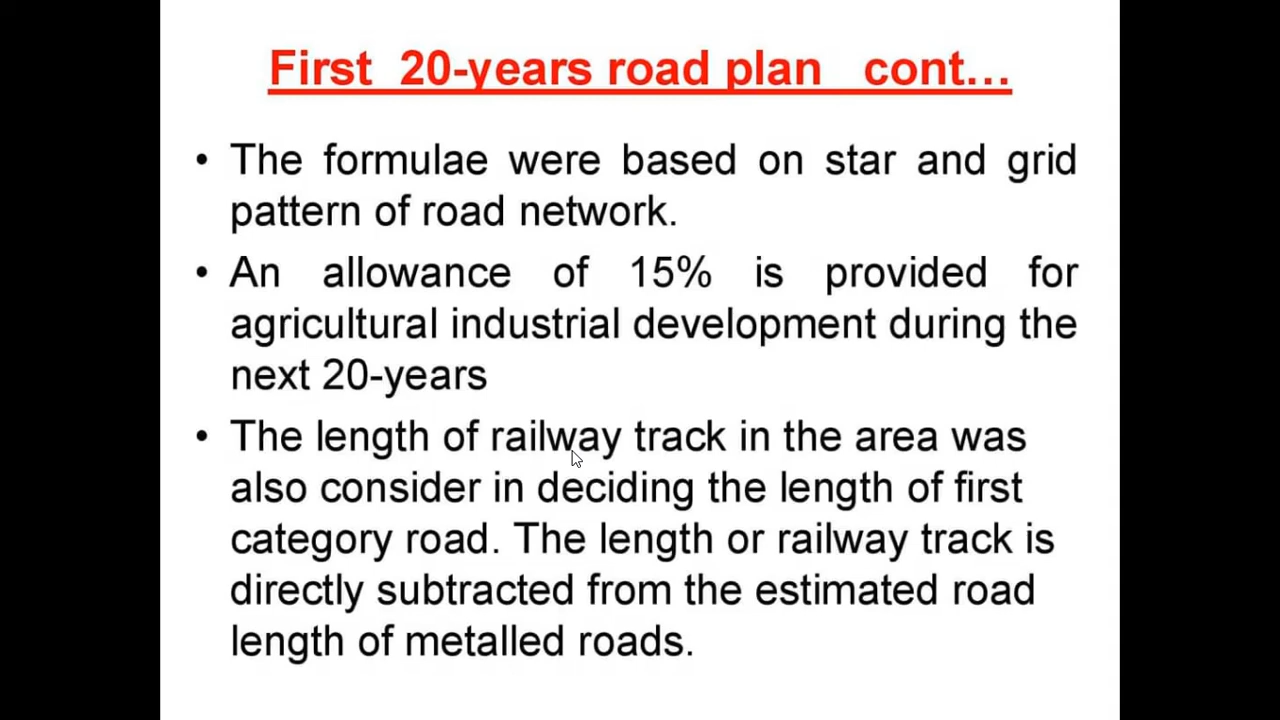 First 20-years road plan cont...
• The formulae were based on star and grid
pattern of road network.
• An allowance of 15% is provided for
agricultural industrial development during the
next 20-years
• The length of railway track in the area was
also consider in deciding the length of first
category road. The length or railway track is
directly subtracted from the estimated road
length of metalled roads.